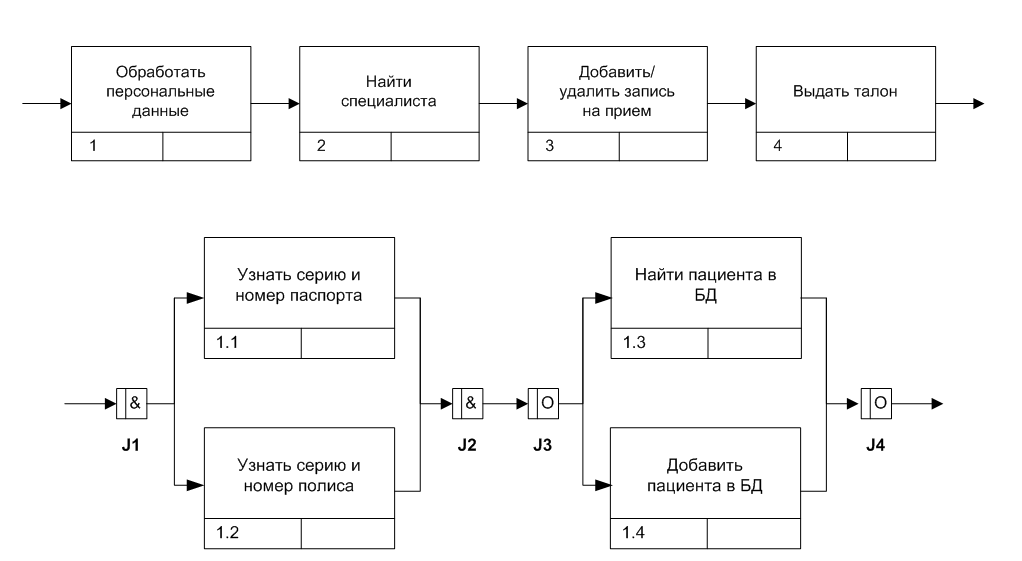 Обработать
персональные
данные
1
Найти
специалиста
2
Добавить/
удалить запись
на прием
3
Выдать талон
4
Узнать серию и
номер паспорта
1.1
Найти пациента в
БД
1.3
&
J1
&
J2
O
J3
O
J4
Узнать серию и
номер полиса
1.2
Добавить
пациента в БД
1.4